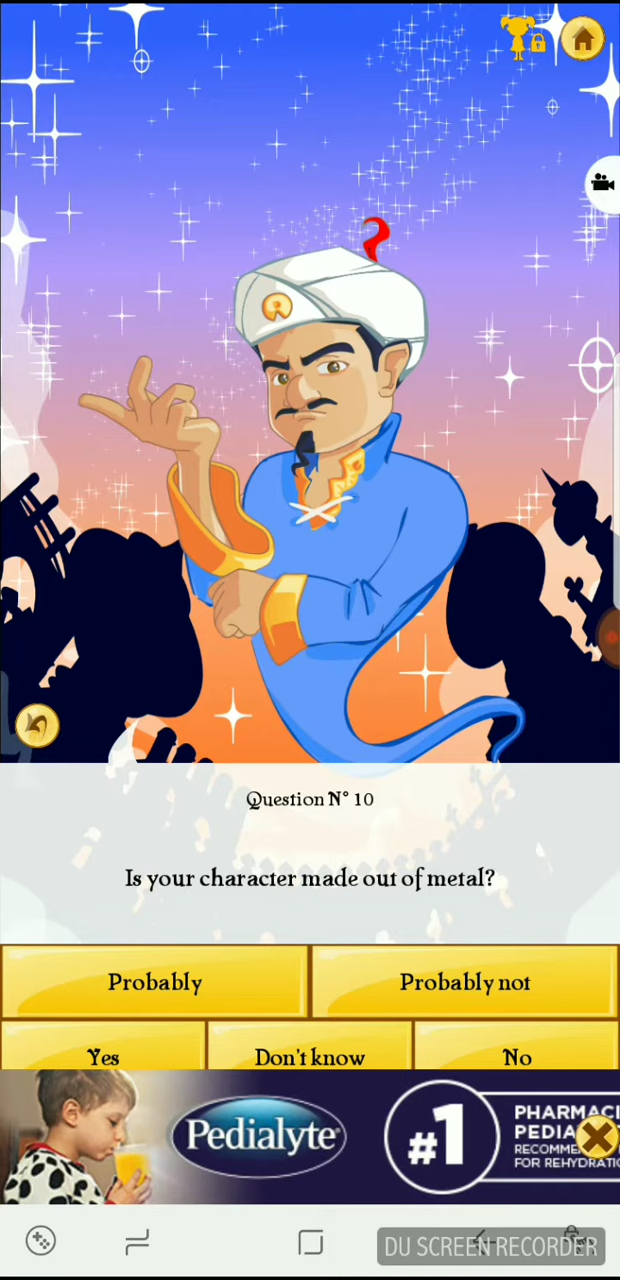 Question N° 10
Is your character made out of metal?
Probably
Probably not
Yes
Don't know
No
Pedialyte
#1
PHARMACI
PEDIA
RECOMME
FOR REHYDRATIO
DU SCREEN RECORDER